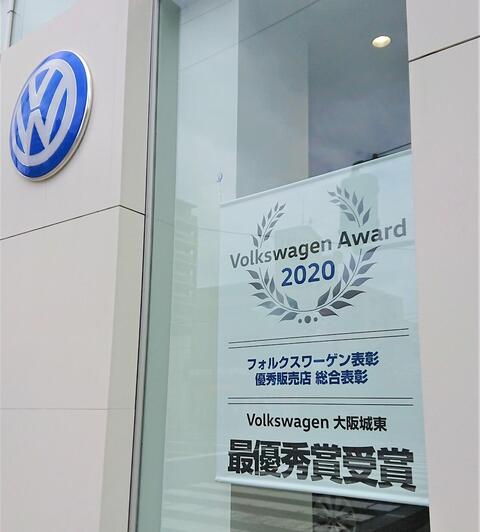 Volkswagen Award
2020
フォルクスワーゲン表彰
優秀販売店 総合表彰
Volkswagen 大阪城東
最優秀賞受賞